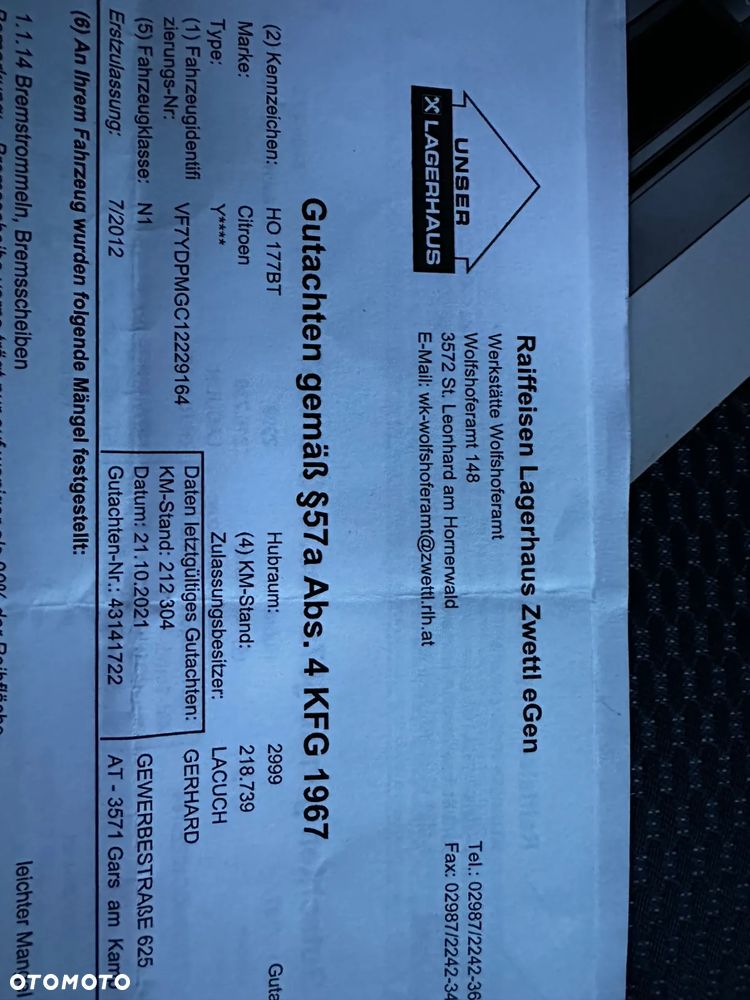 UNSER
X LAGERHAUS
Raiffeisen Lagerhaus Zwettl eGen
Werkstätte Wolfshoferamt
Wolfshoferamt 148
3572 St. Leonhard am Hornerwald
E-Mail: wk-wolfshoferamt@zwettl.rlh.at
Tel.: 02987/2242-36
Fax: 02987/2242-34
Gutachten gemäß §57a Abs. 4 KFG 1967
(2) Kennzeichen: HO 177BT Hubraum: 2999
Marke: Citroen (4) KM-Stand: 218.739
Type: Y**** Zulassungsbesitzer: LACUCH
(1) Fahrzeugidentifi VF7YDPMGC12229164 Daten letztgültiges Gutachten: GERHARD
zierungs-Nr. KM-Stand: 212 304
(5) Fahrzeugklasse: N1 Datum: 21.10.2021 GEWERBESTRAßE 625
Erstzulassung: 7/2012 Gutachten-Nr.: 43141722 AT - 3571 Gars am Kamp
(6) An Ihrem Fahrzeug wurden folgende Mängel festgestellt:
1.1.14 Bremstrommeln, Bremsscheiben leichter Mangel
OTOMOTO